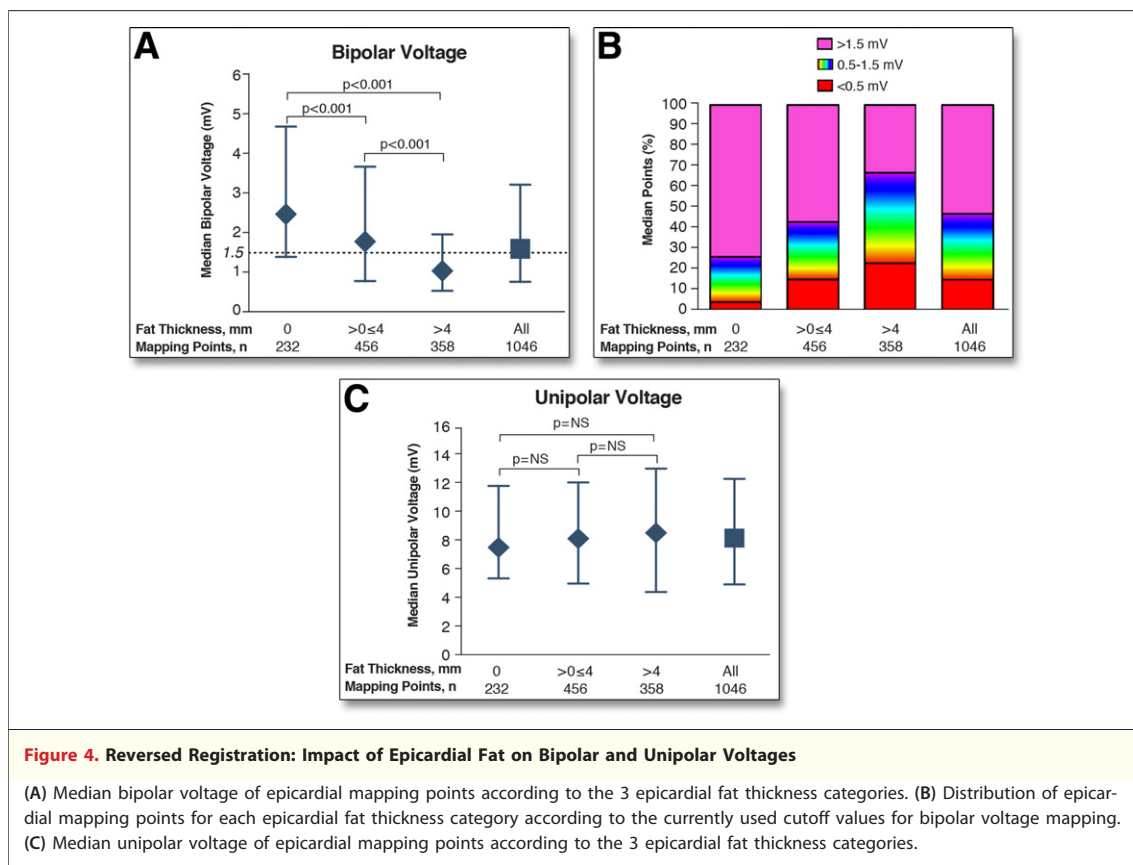 A
Bipolar Voltage
Median Bipolar Voltage (mV)
6
5
4
3
2
1.5
1
0
p<0.001
p<0.001
p<0.001
Fat Thickness, mm 0 >0≤4 >4 All
Mapping Points, n 232 456 358 1046
B
>1.5 mV
0.5-1.5 mV
<0.5 mV
Median Points (%)
100
90
80
70
60
50
40
30
20
10
0
Fat Thickness, mm 0 >0≤4 >4 All
Mapping Points, n 232 456 358 1046
C
Unipolar Voltage
Median Unipolar Voltage (mV)
16
14
12
10
8
6
4
2
0
p=NS
p=NS
p=NS
Fat Thickness, mm 0 >0≤4 >4 All
Mapping Points, n 232 456 358 1046
Figure 4. Reversed Registration: Impact of Epicardial Fat on Bipolar and Unipolar Voltages
(A) Median bipolar voltage of epicardial mapping points according to the 3 epicardial fat thickness categories. (B) Distribution of epicar-
dial mapping points for each epicardial fat thickness category according to the currently used cutoff values for bipolar voltage mapping.
(C) Median unipolar voltage of epicardial mapping points according to the 3 epicardial fat thickness categories.